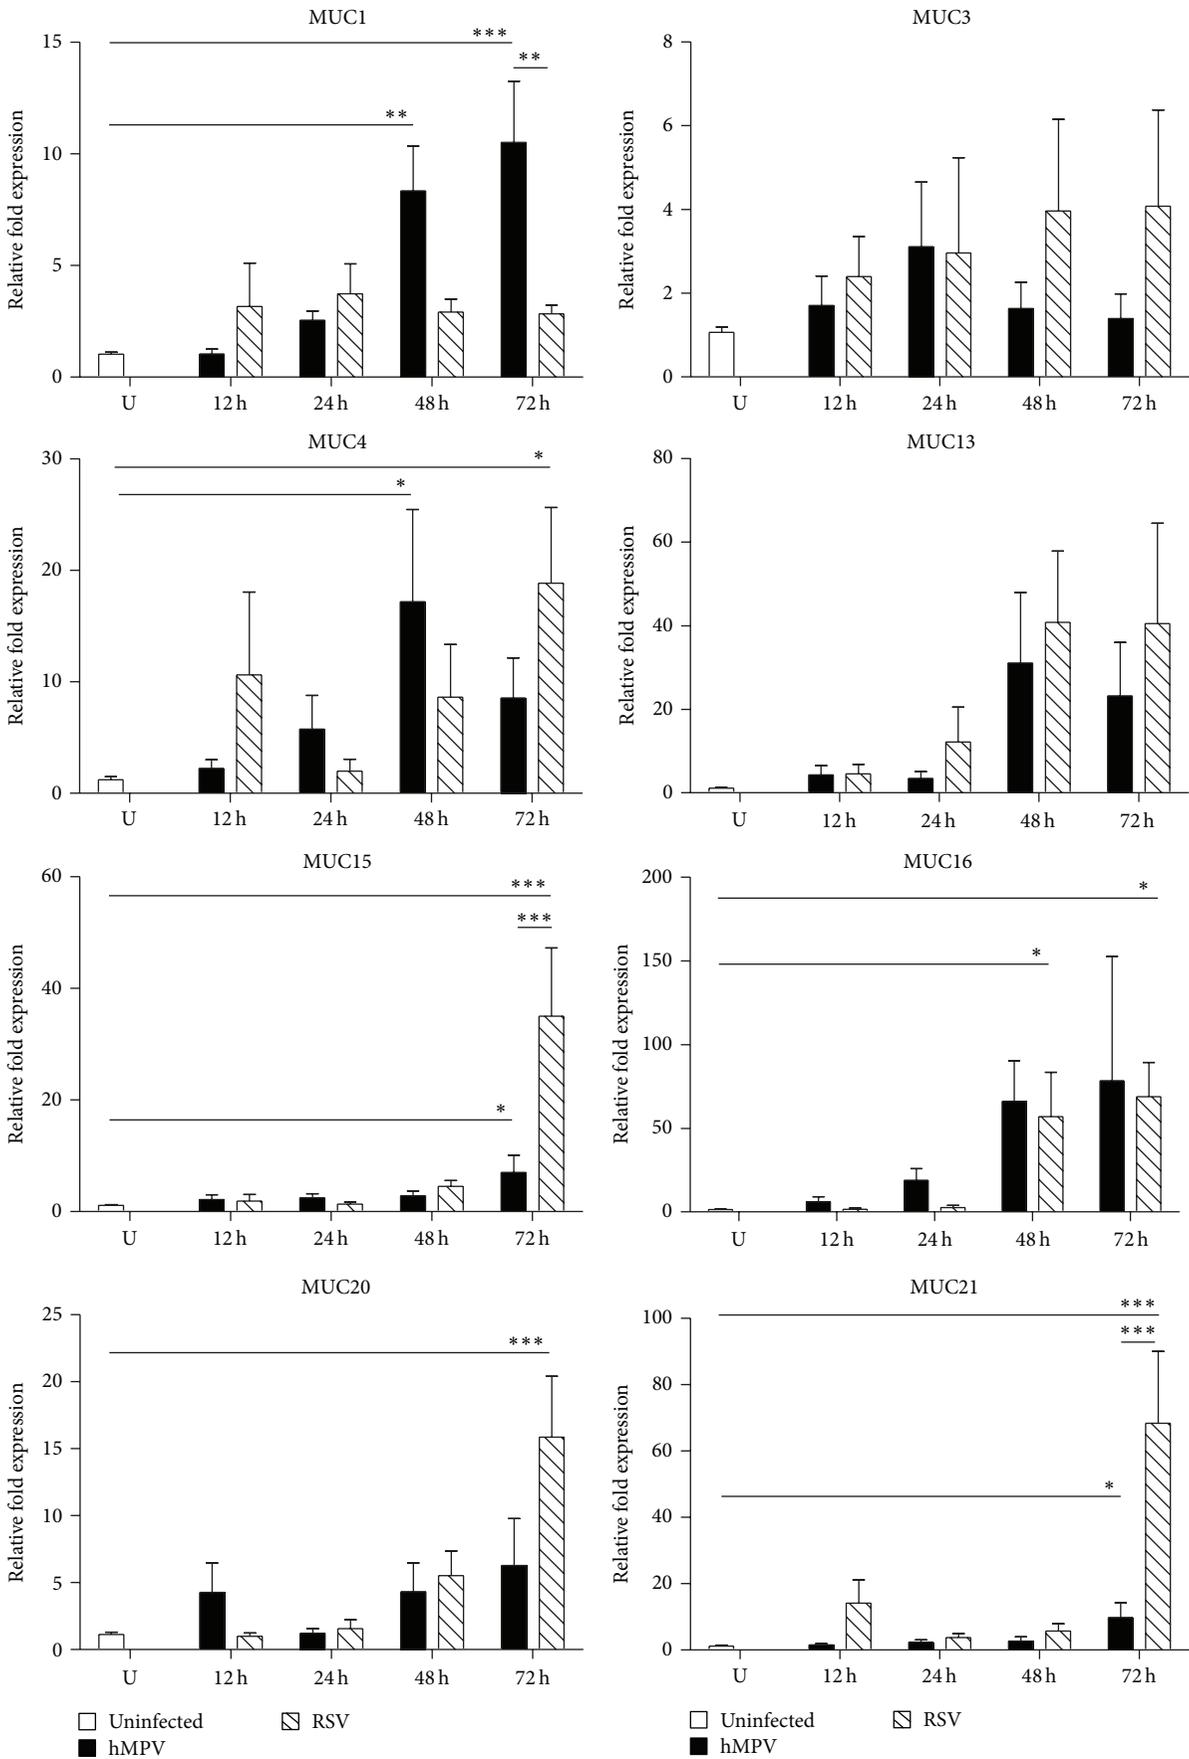 MUC1
Relative fold expression
15
10
5
0
***
**
**
U 12 h 24 h 48 h 72 h
MUC3
Relative fold expression
8
6
4
2
0
U 12 h 24 h 48 h 72 h
MUC4
Relative fold expression
30
20
10
0
*
*
U 12 h 24 h 48 h 72 h
MUC13
Relative fold expression
80
60
40
20
0
U 12 h 24 h 48 h 72 h
MUC15
Relative fold expression
60
40
20
0
***
***
*
U 12 h 24 h 48 h 72 h
MUC16
Relative fold expression
200
150
100
50
0
*
*
U 12 h 24 h 48 h 72 h
MUC20
Relative fold expression
25
20
15
10
5
0
***
U 12 h 24 h 48 h 72 h
Uninfected RSV
hMPV
MUC21
Relative fold expression
100
80
60
40
20
0
***
***
*
U 12 h 24 h 48 h 72 h
Uninfected RSV
hMPV